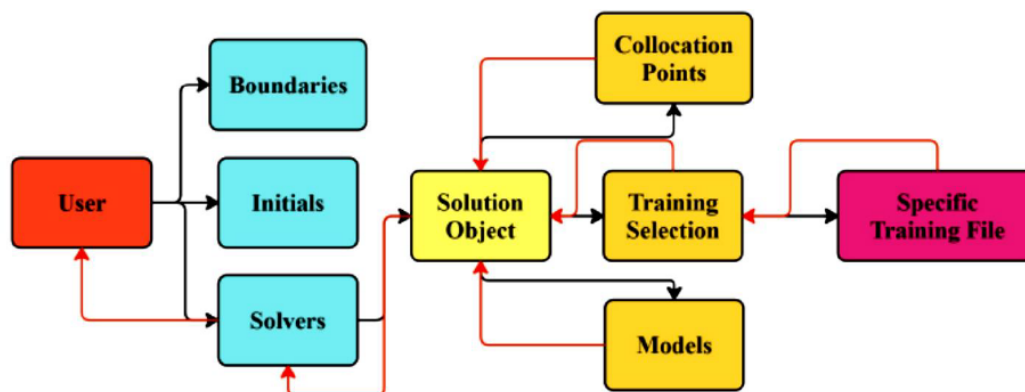 Collocation
Points
Boundaries
User
Initials
Solution
Object
Training
Selection
Specific
Training File
Solvers
Models